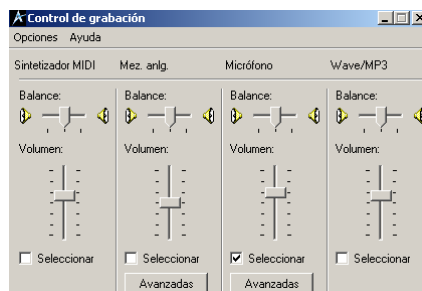 Control de grabación
Opciones Ayuda
Sintetizador MIDI Mez. anlg. Micrófono Wave/MP3
Balance: Balance: Balance: Balance:
Volumen: Volumen: Volumen: Volumen:
Seleccionar Seleccionar Seleccionar Seleccionar
Avanzadas Avanzadas